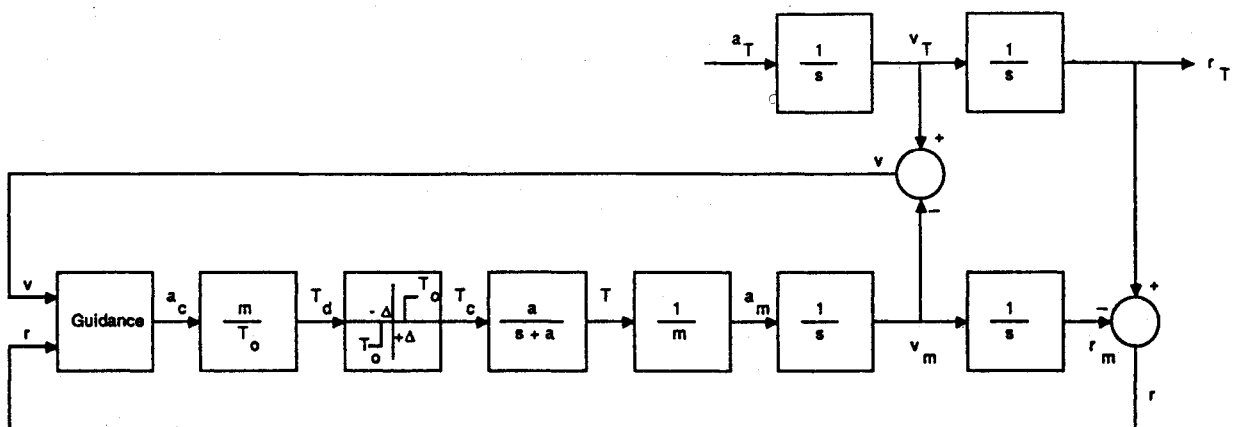 a_T
1/s
v_T
1/s
r_T
+
v
−
v
r
Guidance
a_c
m/T_o
T_d
- Δ
T_o
T_o
+Δ
T_c
a/(s + a)
T
1/m
a_m
1/s
v_m
1/s
−
r_m
+
r